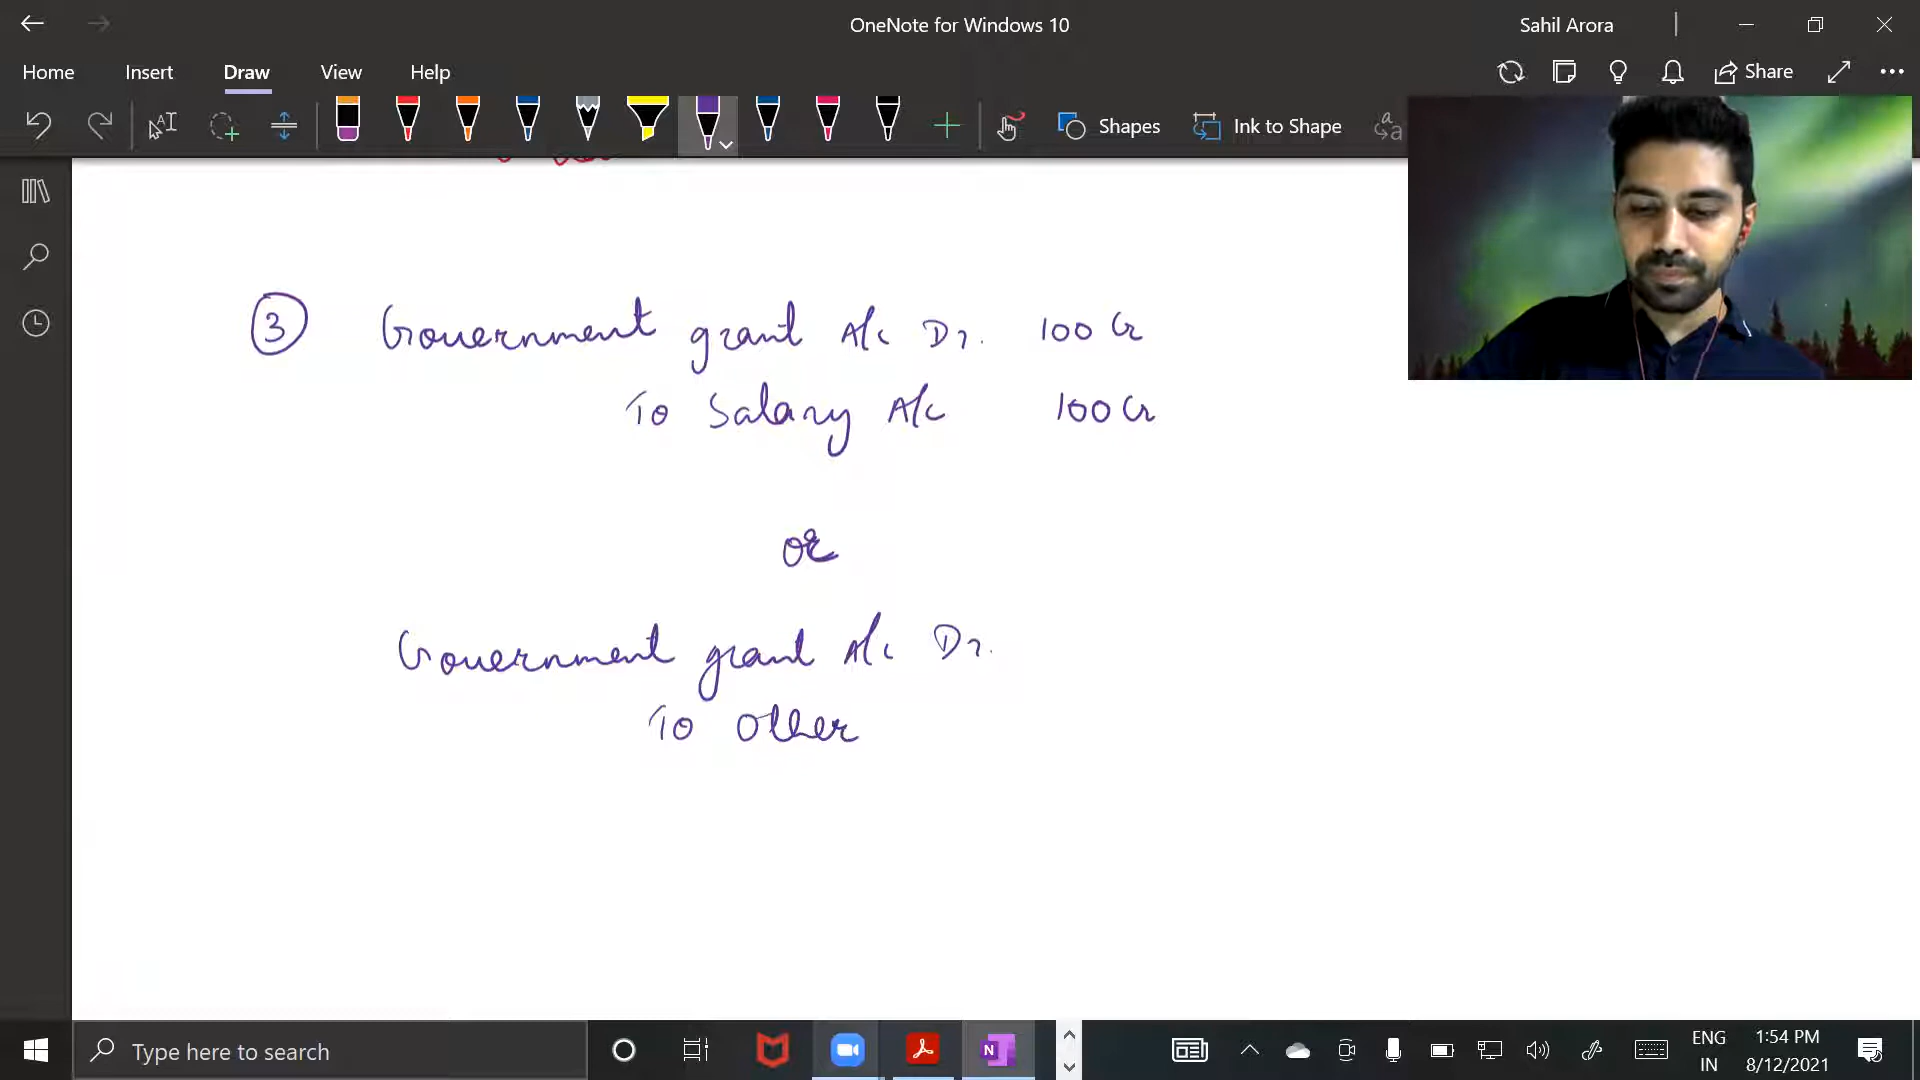 OneNote for Windows 10
Sahil Arora
Home Insert Draw View Help
Share
Shapes
Ink to Shape
3 Government grant A/c Dr. 100 Cr
To Salary A/c 100 Cr
or
Government grant A/c Dr.
To Other
Type here to search
ENG
IN
1:54 PM
8/12/2021